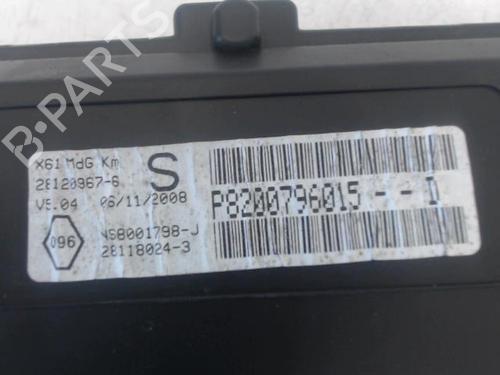 X61 MdG Km
28120967-6
V5.04 06/11/2008
S
P8200796015 - - D
096
NS8001798-J
28118024-3
B-PARTS